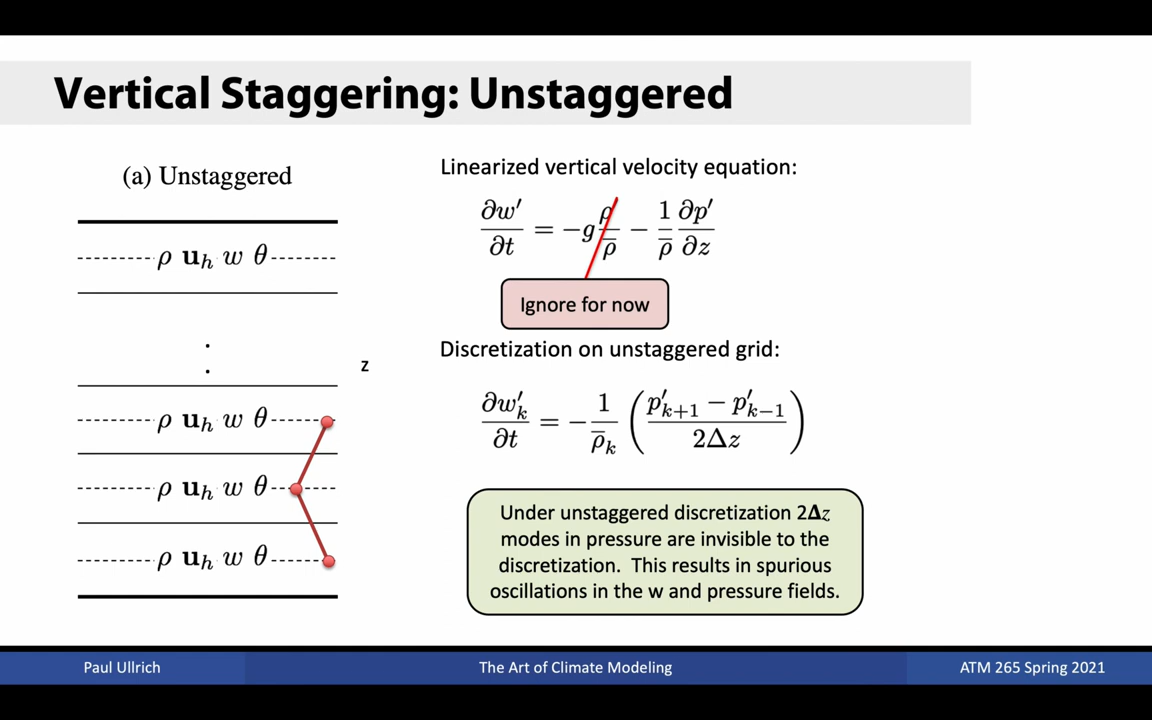 Vertical Staggering: Unstaggered
(a) Unstaggered
ρ u_h w θ
.
.
z
ρ u_h w θ
ρ u_h w θ
ρ u_h w θ
Linearized vertical velocity equation:
∂w′/∂t = −g ρ/ρ̅ − 1/ρ̅ ∂p′/∂z
Ignore for now
Discretization on unstaggered grid:
∂w′_k/∂t = −1/ρ̅_k ( (p′_{k+1} − p′_{k−1}) / 2Δz )
Under unstaggered discretization 2Δz
modes in pressure are invisible to the
discretization. This results in spurious
oscillations in the w and pressure fields.
Paul Ullrich
The Art of Climate Modeling
ATM 265 Spring 2021